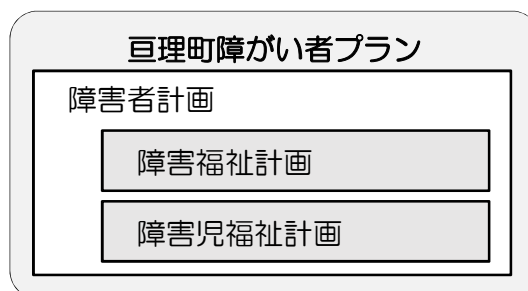 亘理町障がい者プラン
障害者計画
障害福祉計画
障害児福祉計画